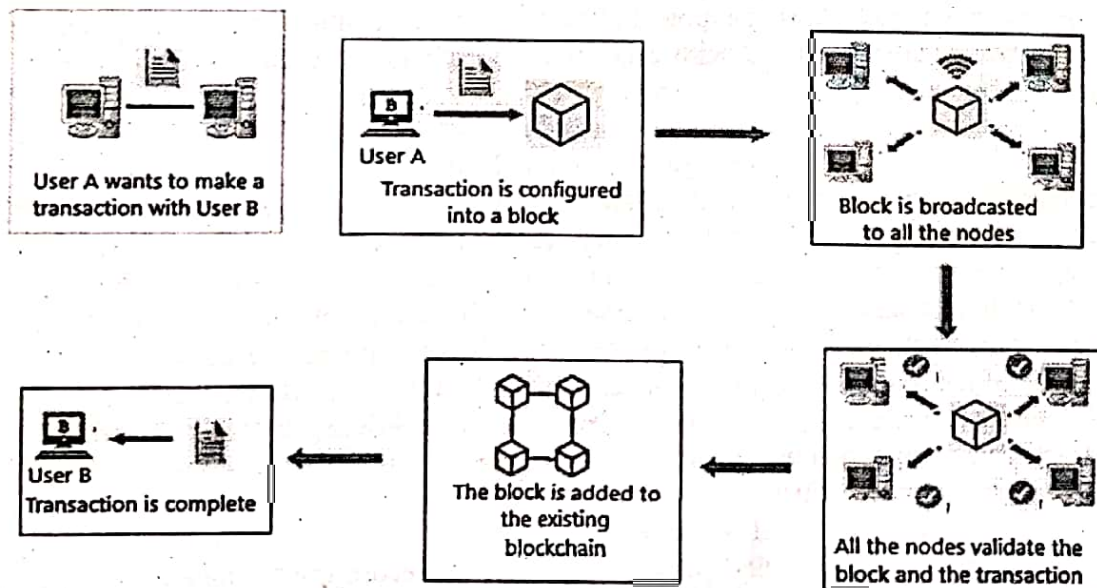 User A wants to make a
transaction with User B
B
User A
Transaction is configured
into a block
Block is broadcasted
to all the nodes
All the nodes validate the
block and the transaction
The block is added to
the existing
blockchain
B
User B
Transaction is complete